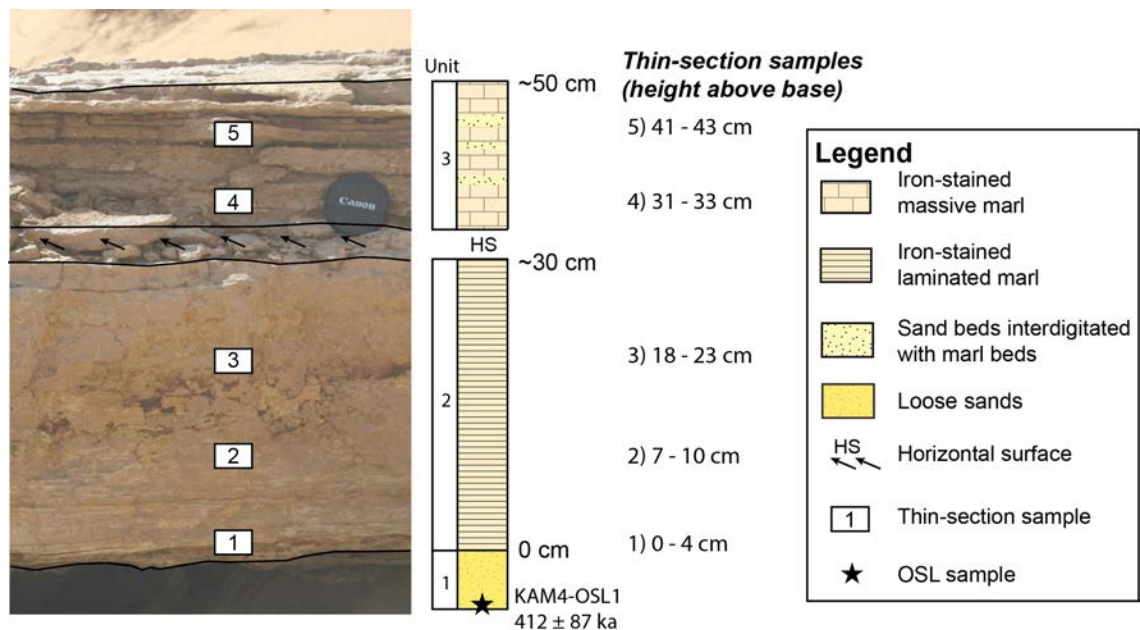 5
4
Canon
3
2
1
Unit
3
~50 cm
HS
~30 cm
2
0 cm
1
KAM4-OSL1
412 ± 87 ka
Thin-section samples
(height above base)
5) 41 - 43 cm
4) 31 - 33 cm
3) 18 - 23 cm
2) 7 - 10 cm
1) 0 - 4 cm
Legend
Iron-stained
massive marl
Iron-stained
laminated marl
Sand beds interdigitated
with marl beds
Loose sands
HS
Horizontal surface
1
Thin-section sample
OSL sample